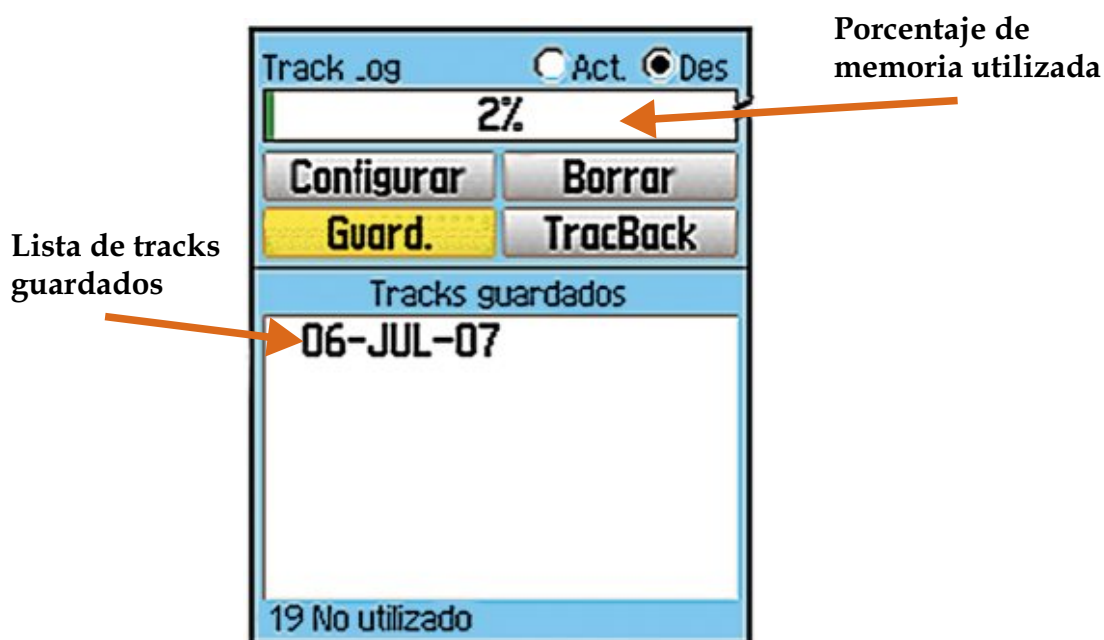 Porcentaje de
memoria utilizada
Track _og Act. Des
2%
Configurar Borrar
Guard. TracBack
Lista de tracks
guardados
Tracks guardados
06-JUL-07
19 No utilizado